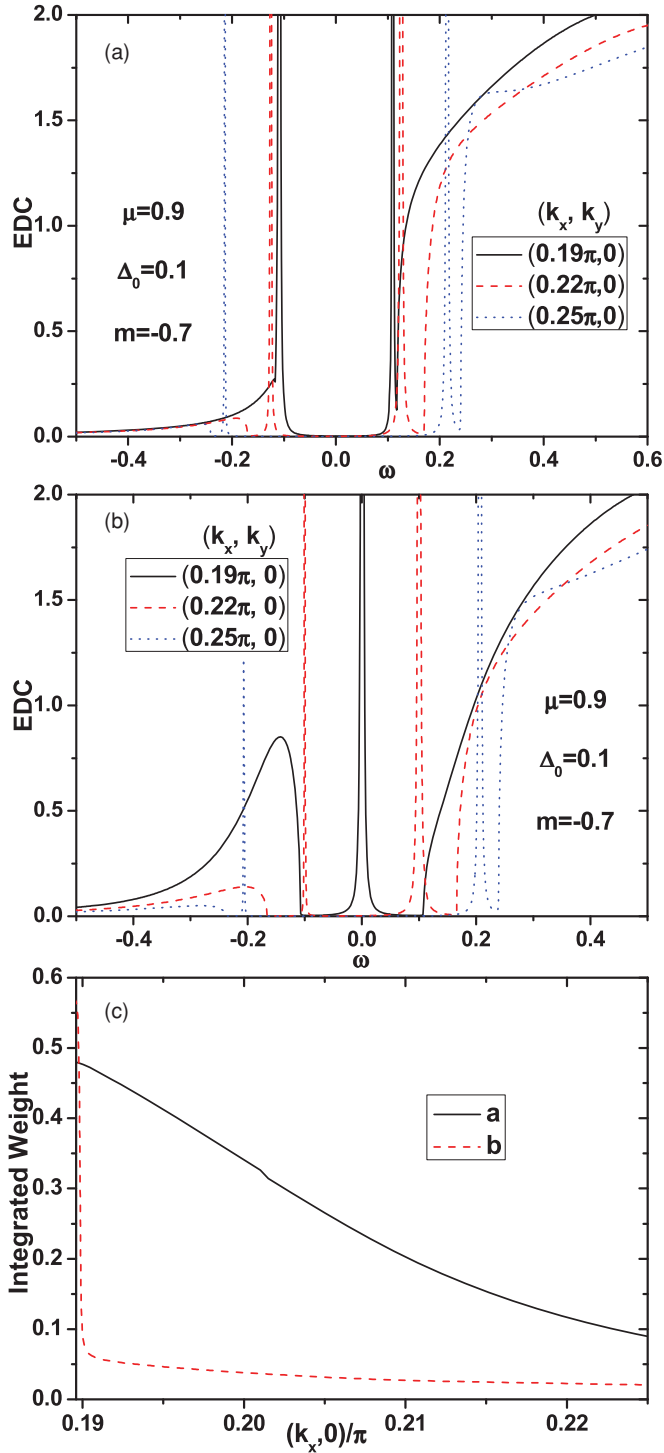 2.0
(a)
1.5
μ=0.9
(kx, ky)
EDC
1.0
(0.19π,0)
Δ0=0.1
(0.22π,0)
0.5
m=-0.7
(0.25π,0)
0.0
-0.4 -0.2 0.0 0.2 0.4 0.6
ω
2.0
(b)
(kx, ky)
1.5
(0.19π, 0)
(0.22π, 0)
(0.25π, 0)
EDC
1.0
μ=0.9
Δ0=0.1
0.5
m=-0.7
0.0
-0.4 -0.2 0.0 0.2 0.4
ω
0.6
(c)
0.5
Integrated Weight
0.4
a
b
0.3
0.2
0.1
0.0
0.19 0.20 0.21 0.22
(kx,0)/π